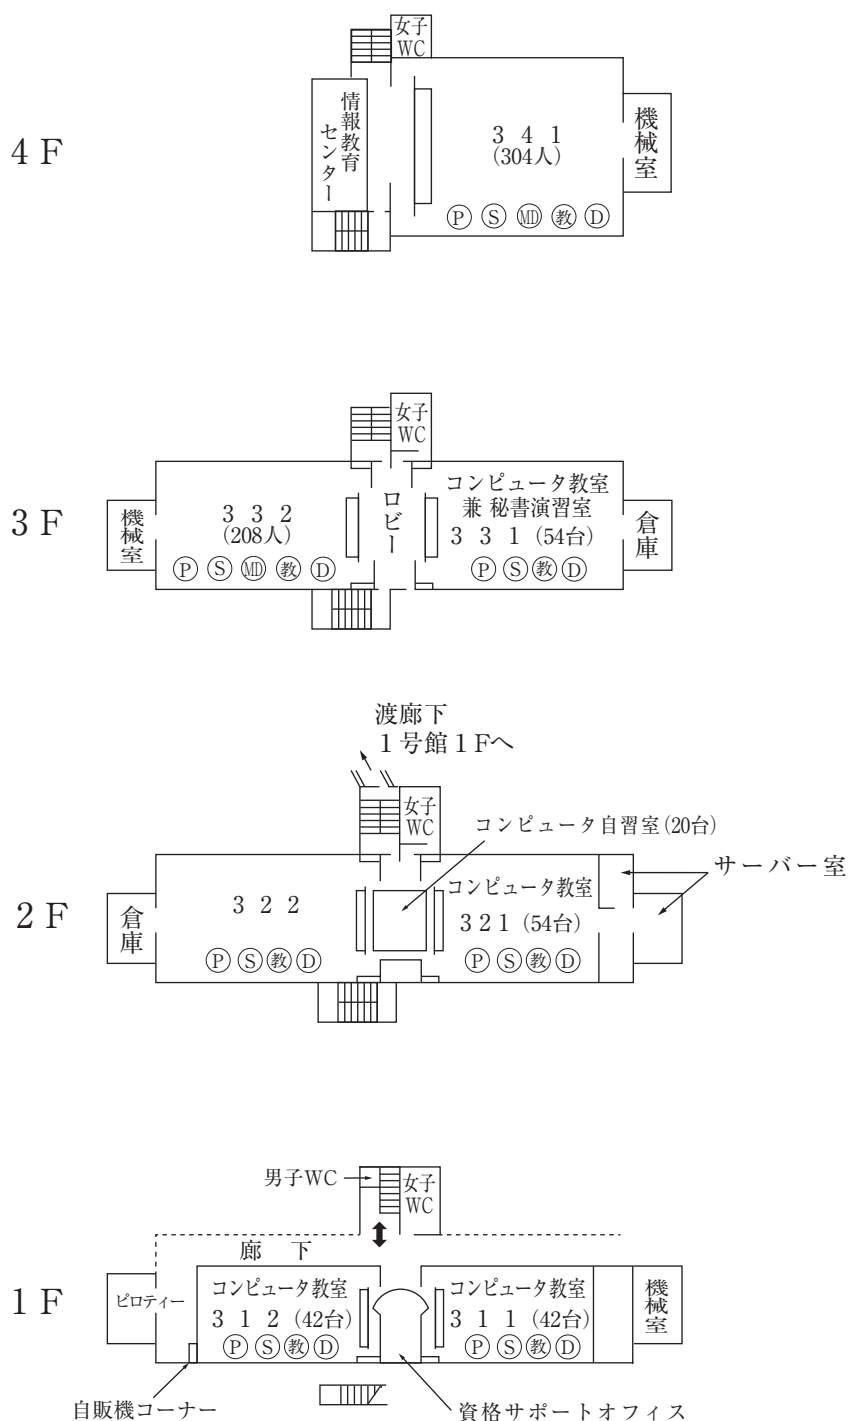 4 F
女子
WC
情報教育
センター
3 4 1
(304人)
機械室
Ⓟ Ⓢ MD 教 Ⓓ
3 F
女子
WC
機械室
3 3 2
(208人)
Ⓟ Ⓢ MD 教 Ⓓ
ロビー
コンピュータ教室
兼 秘書演習室
3 3 1 (54台)
Ⓟ Ⓢ 教 Ⓓ
倉庫
渡廊下
1号館1Fへ
2 F
女子
WC
コンピュータ自習室(20台)
サーバー室
倉庫
3 2 2
Ⓟ Ⓢ 教 Ⓓ
コンピュータ教室
3 2 1 (54台)
Ⓟ Ⓢ 教 Ⓓ
1 F
男子WC
女子
WC
廊 下
ピロティー
コンピュータ教室
3 1 2 (42台)
Ⓟ Ⓢ 教 Ⓓ
コンピュータ教室
3 1 1 (42台)
Ⓟ Ⓢ 教 Ⓓ
機械室
自販機コーナー
資格サポートオフィス